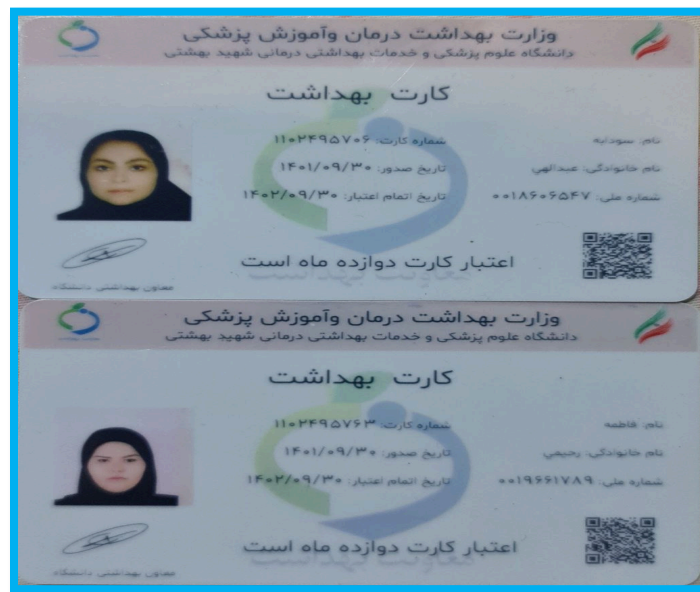 وزارت بهداشت درمان وآموزش پزشکی
دانشگاه علوم پزشکی و خدمات بهداشتی درمانی شهید بهشتی
کارت بهداشت
نام: سودابه
شماره کارت: ۱۱۰۲۴۹۵۷۰۶
نام خانوادگی: عبدالهي
تاریخ صدور: ۱۴۰۱/۰۹/۳۰
شماره ملی: ۰۰۱۸۶۰۶۵۴۷
تاریخ اتمام اعتبار: ۱۴۰۲/۰۹/۳۰
اعتبار کارت دوازده ماه است
معاون بهداشتی دانشگاه
وزارت بهداشت درمان وآموزش پزشکی
دانشگاه علوم پزشکی و خدمات بهداشتی درمانی شهید بهشتی
کارت بهداشت
نام: فاطمه
شماره کارت: ۱۱۰۲۴۹۵۷۶۳
نام خانوادگی: رحیمي
تاریخ صدور: ۱۴۰۱/۰۹/۳۰
شماره ملی: ۰۰۱۹۶۶۱۷۸۹
تاریخ اتمام اعتبار: ۱۴۰۲/۰۹/۳۰
اعتبار کارت دوازده ماه است
معاون بهداشتی دانشگاه